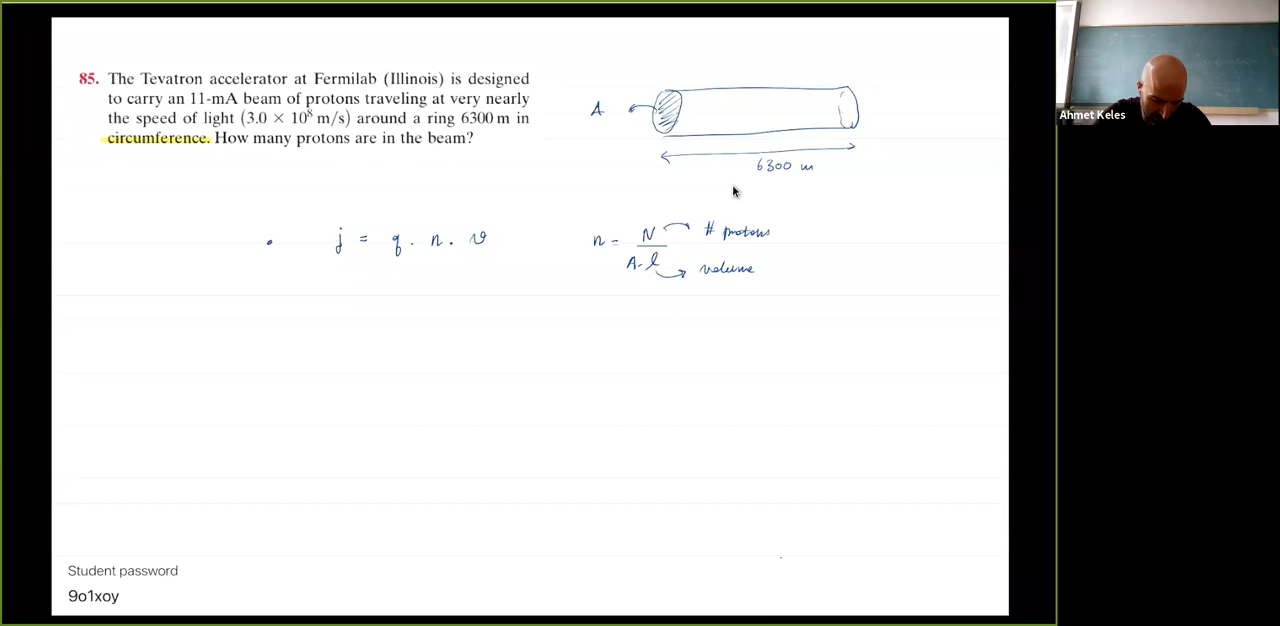 85. The Tevatron accelerator at Fermilab (Illinois) is designed
to carry an 11-mA beam of protons traveling at very nearly
the speed of light (3.0 × 10⁸ m/s) around a ring 6300 m in
circumference. How many protons are in the beam?
A
6300 m
j = q . n . v
n = N / A.l
# protons
volume
Student password
9o1xoy
Ahmet Keles